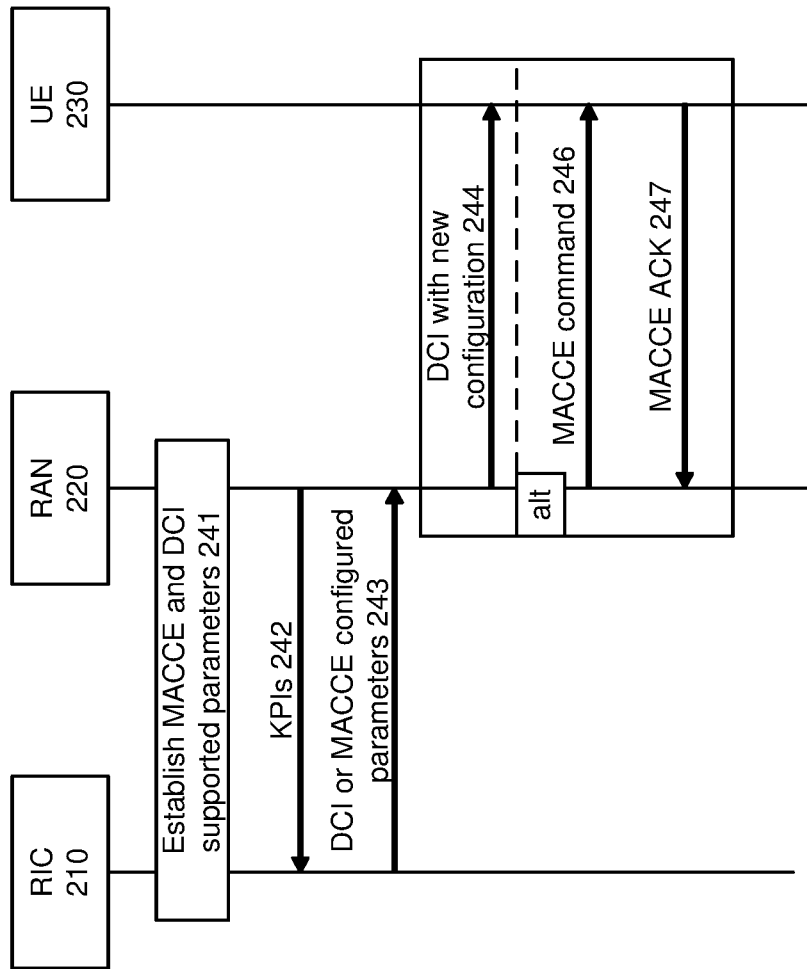 RIC
210
RAN
220
UE
230
Establish MACCE and DCI
supported parameters 241
KPIs 242
DCI or MACCE configured
parameters 243
DCI with new
configuration 244
alt
MACCE command 246
MACCE ACK 247